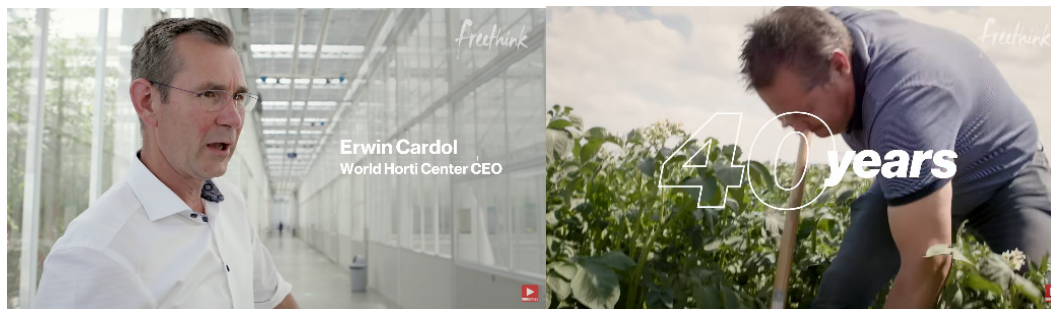 freethink
Erwin Cardol
World Horti Center CEO
freethink
40 years